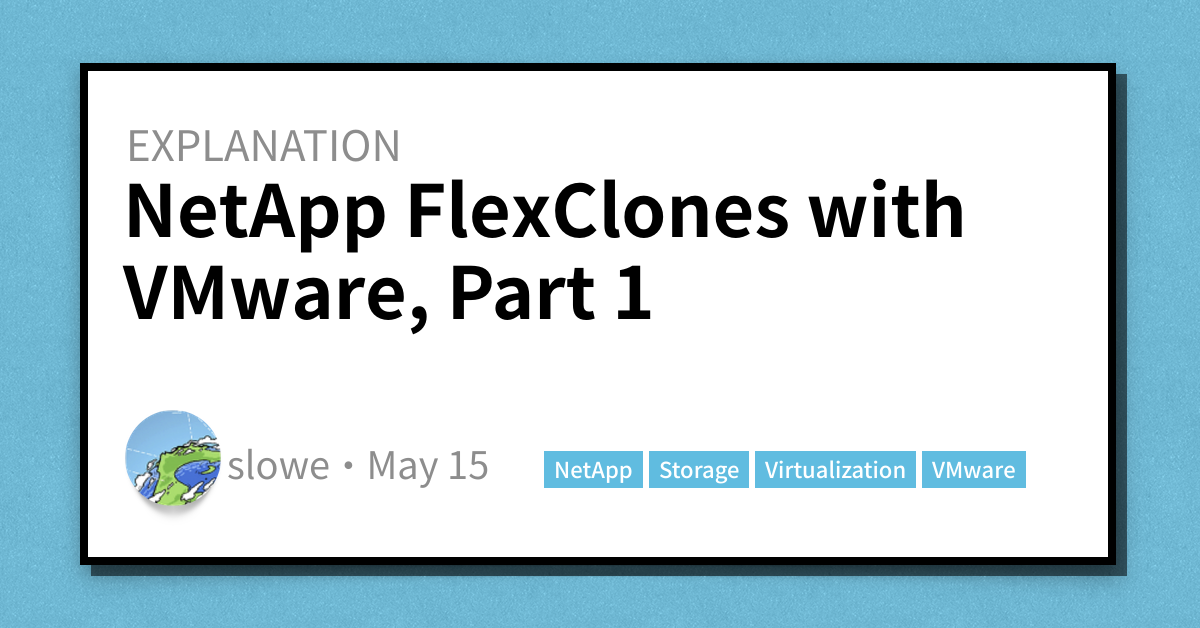 EXPLANATION
NetApp FlexClones with
VMware, Part 1
slowe • May 15
NetApp Storage Virtualization VMware